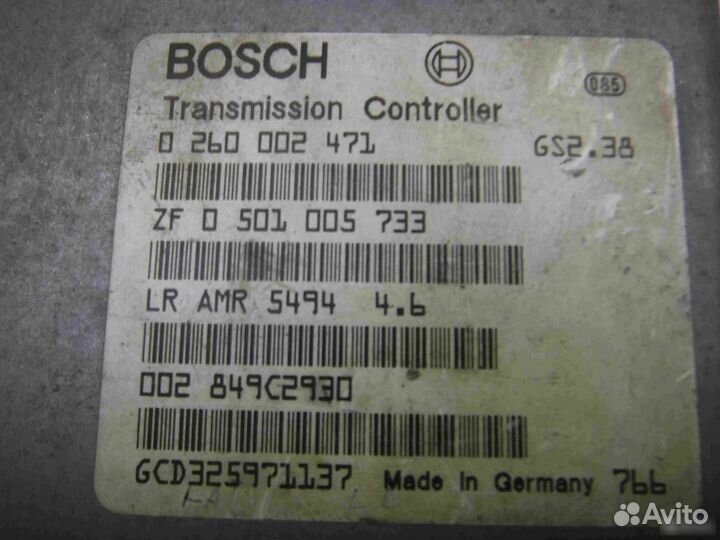 BOSCH
085
Transmission Controller
0 260 002 471 GS2.38
ZF 0 501 005 733
LR AMR 5494 4.6
002 849C2930
GCD325971137 Made In Germany 766
Avito